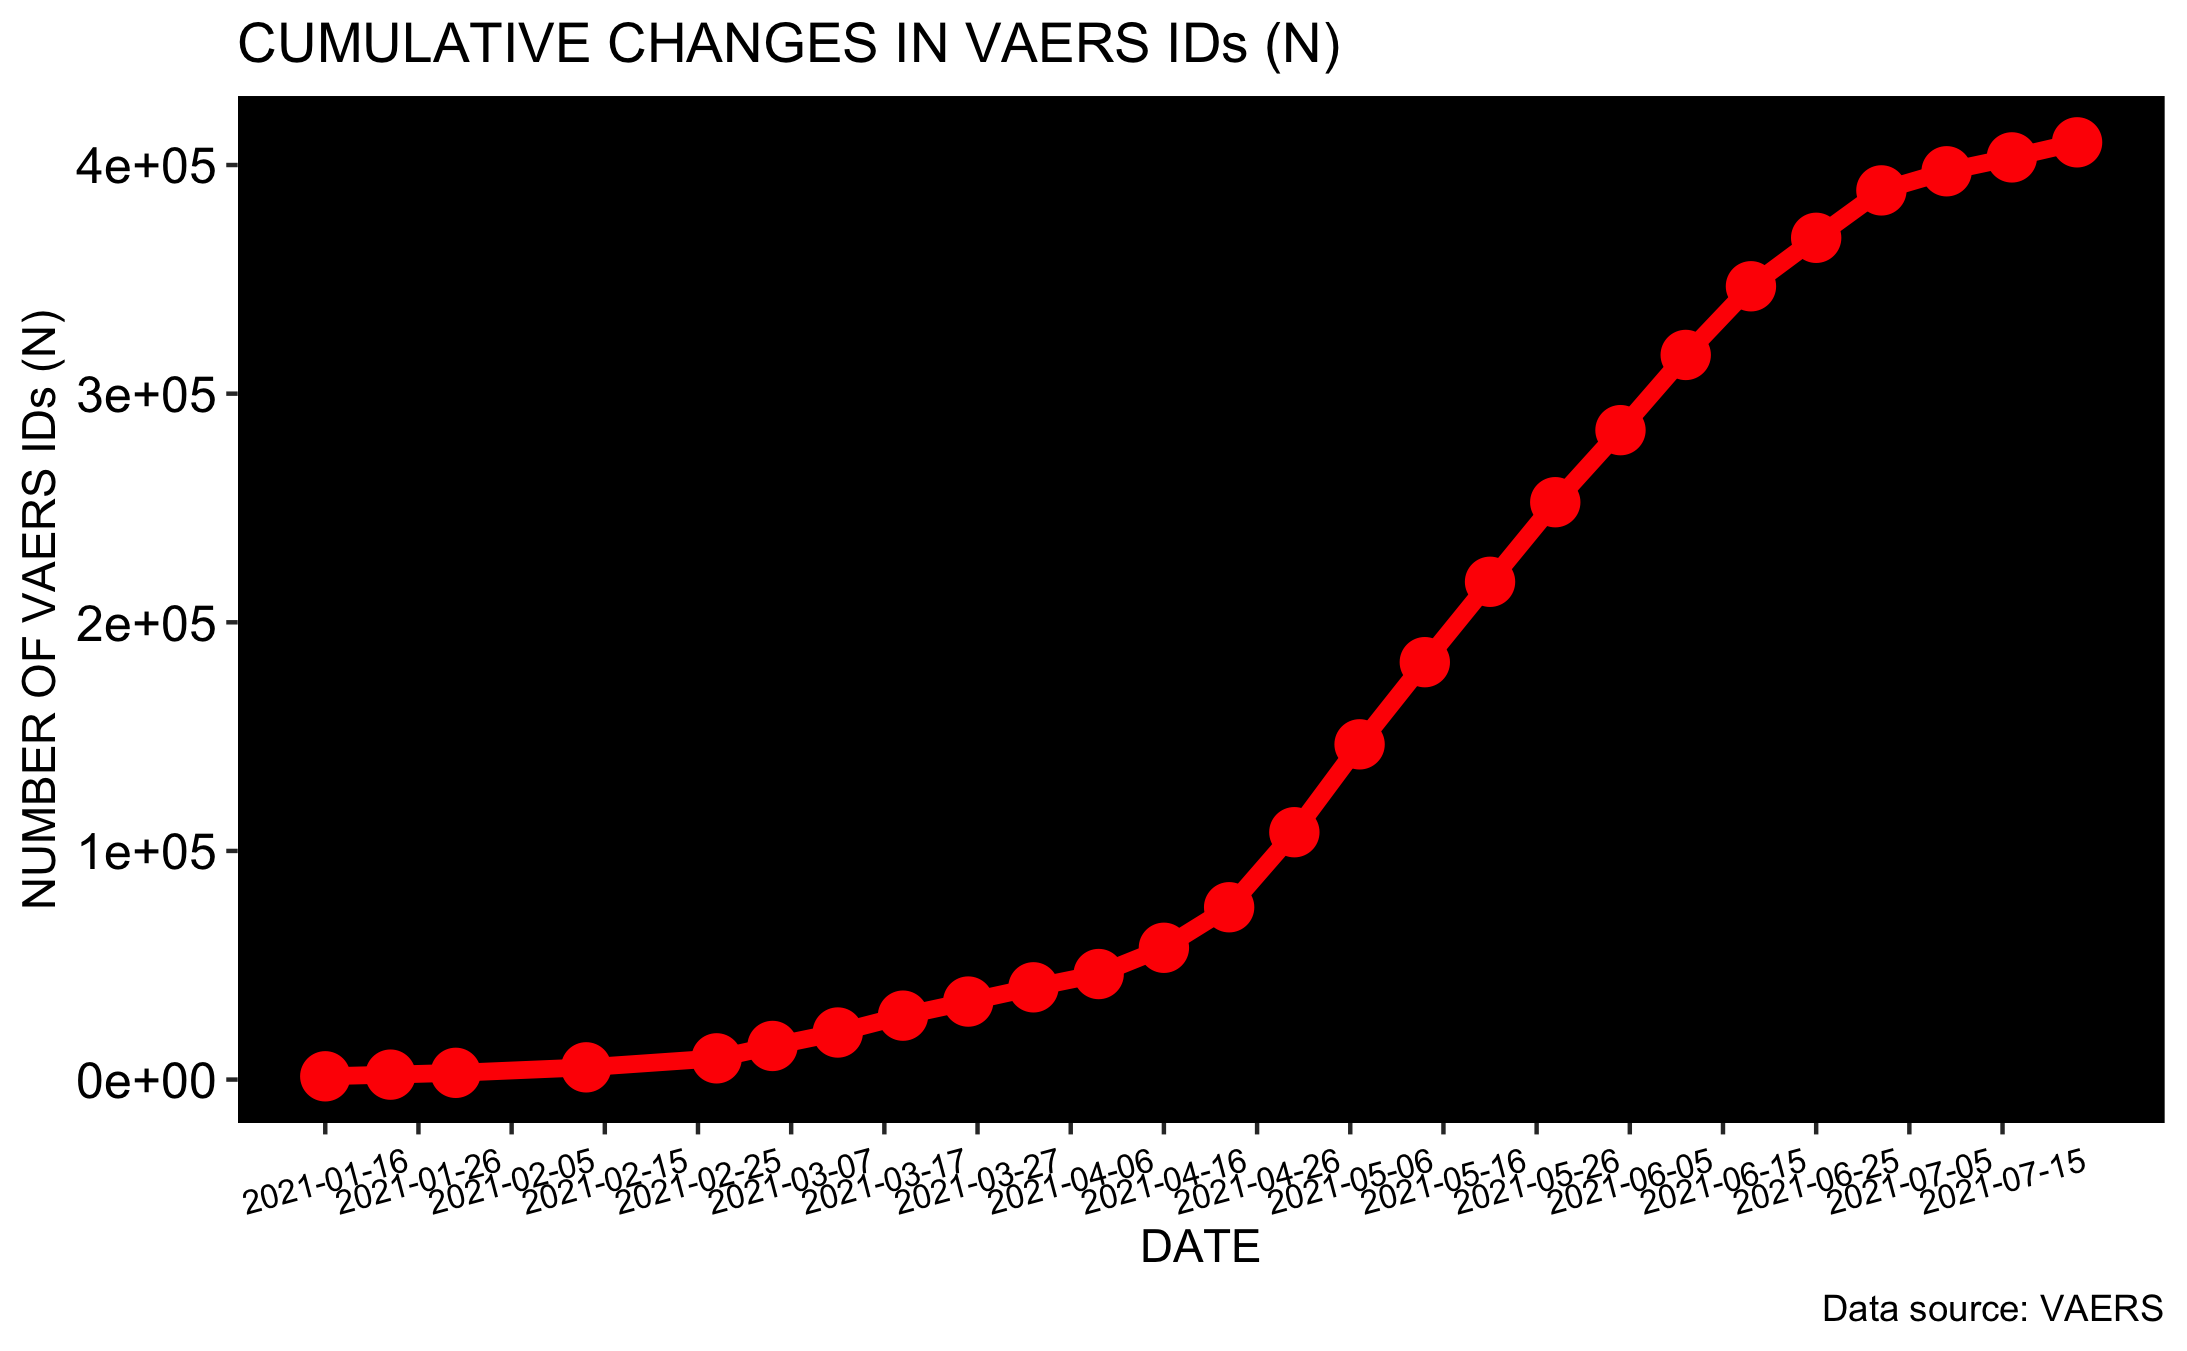 CUMULATIVE CHANGES IN VAERS IDs (N)
NUMBER OF VAERS IDs (N)
4e+05
3e+05
2e+05
1e+05
0e+00
2021-01-16
2021-01-26
2021-02-05
2021-02-15
2021-02-25
2021-03-07
2021-03-17
2021-03-27
2021-04-06
2021-04-16
2021-04-26
2021-05-06
2021-05-16
2021-05-26
2021-06-05
2021-06-15
2021-06-25
2021-07-05
2021-07-15
DATE
Data source: VAERS